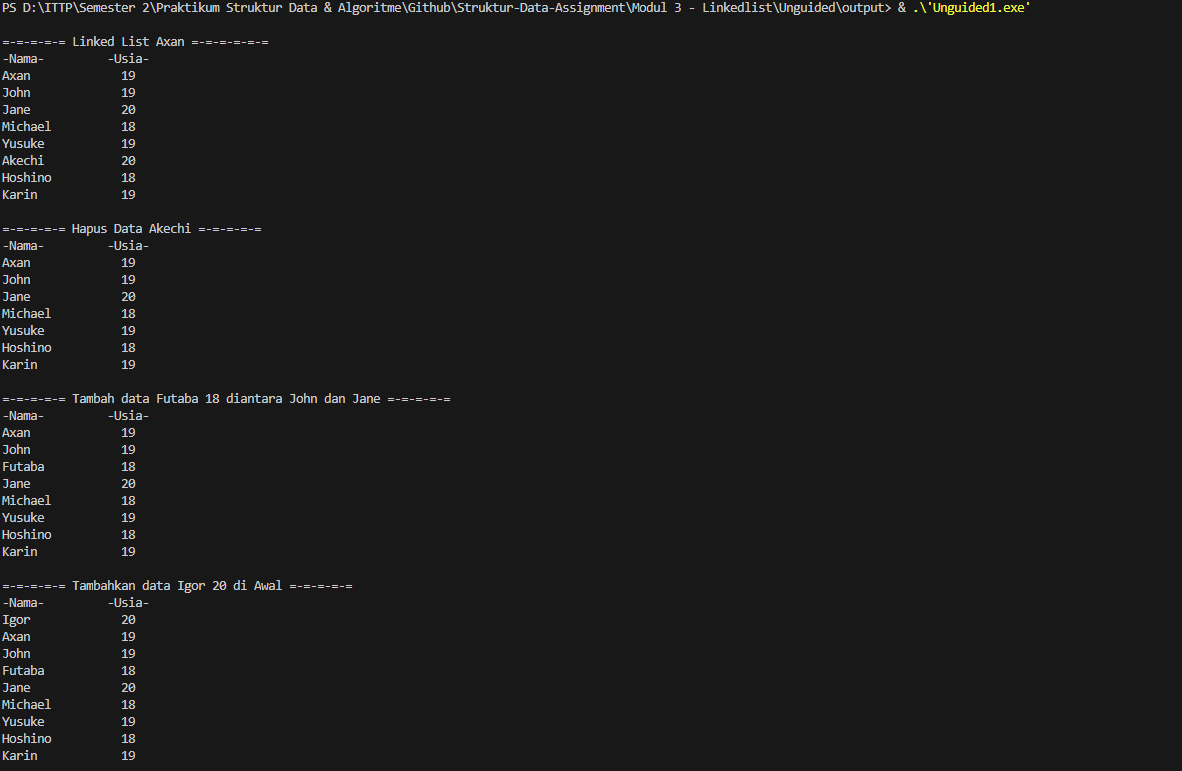 PS D:\ITTP\Semester 2\Praktikum Struktur Data & Algoritme\Github\Struktur-Data-Assignment\Modul 3 - Linkedlist\Unguided\output> & .\'Unguided1.exe'
=-=-=-=-= Linked List Axan =-=-=-=-=-=
-Nama- -Usia-
Axan 19
John 19
Jane 20
Michael 18
Yusuke 19
Akechi 20
Hoshino 18
Karin 19
=-=-=-=-= Hapus Data Akechi =-=-=-=-=
-Nama- -Usia-
Axan 19
John 19
Jane 20
Michael 18
Yusuke 19
Hoshino 18
Karin 19
=-=-=-=-= Tambah data Futaba 18 diantara John dan Jane =-=-=-=-=
-Nama- -Usia-
Axan 19
John 19
Futaba 18
Jane 20
Michael 18
Yusuke 19
Hoshino 18
Karin 19
=-=-=-=-= Tambahkan data Igor 20 di Awal =-=-=-=-=
-Nama- -Usia-
Igor 20
Axan 19
John 19
Futaba 18
Jane 20
Michael 18
Yusuke 19
Hoshino 18
Karin 19